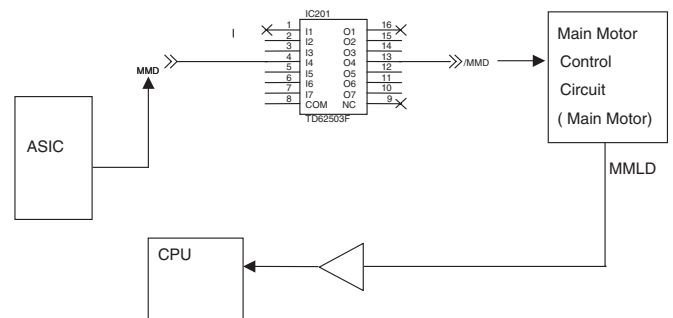 IC201
I
1 I1 O1 16
2 I2 O2 15
3 I3 O3 14
4 I4 O4 13
5 I5 O5 12
6 I6 O6 11
7 I7 O7 10
8 COM NC 9
TD62503F
MMD
/MMD
Main Motor
Control
Circuit
( Main Motor)
ASIC
MMLD
CPU